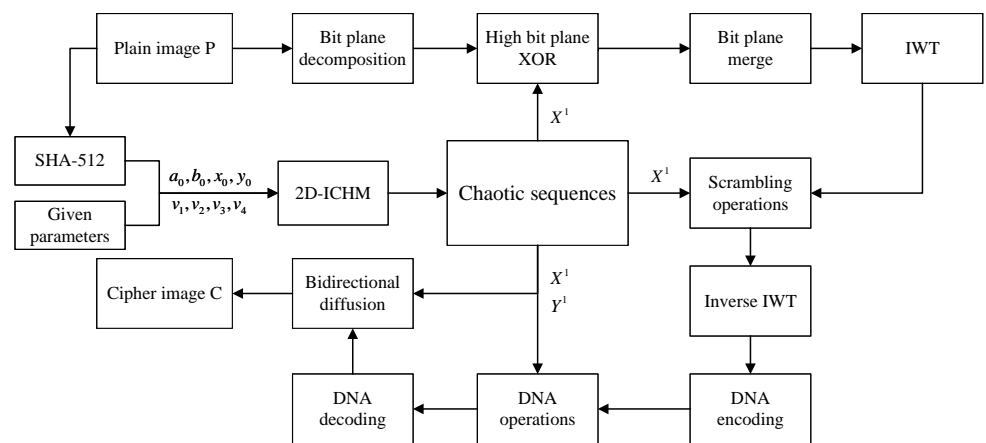 Plain image P
Bit plane
decomposition
High bit plane
XOR
Bit plane
merge
IWT
X¹
SHA-512
Given
parameters
a₀, b₀, x₀, y₀
v₁, v₂, v₃, v₄
2D-ICHM
Chaotic sequences
X¹
Scrambling
operations
Cipher image C
Bidirectional
diffusion
X¹
Y¹
Inverse IWT
DNA
decoding
DNA
operations
DNA
encoding